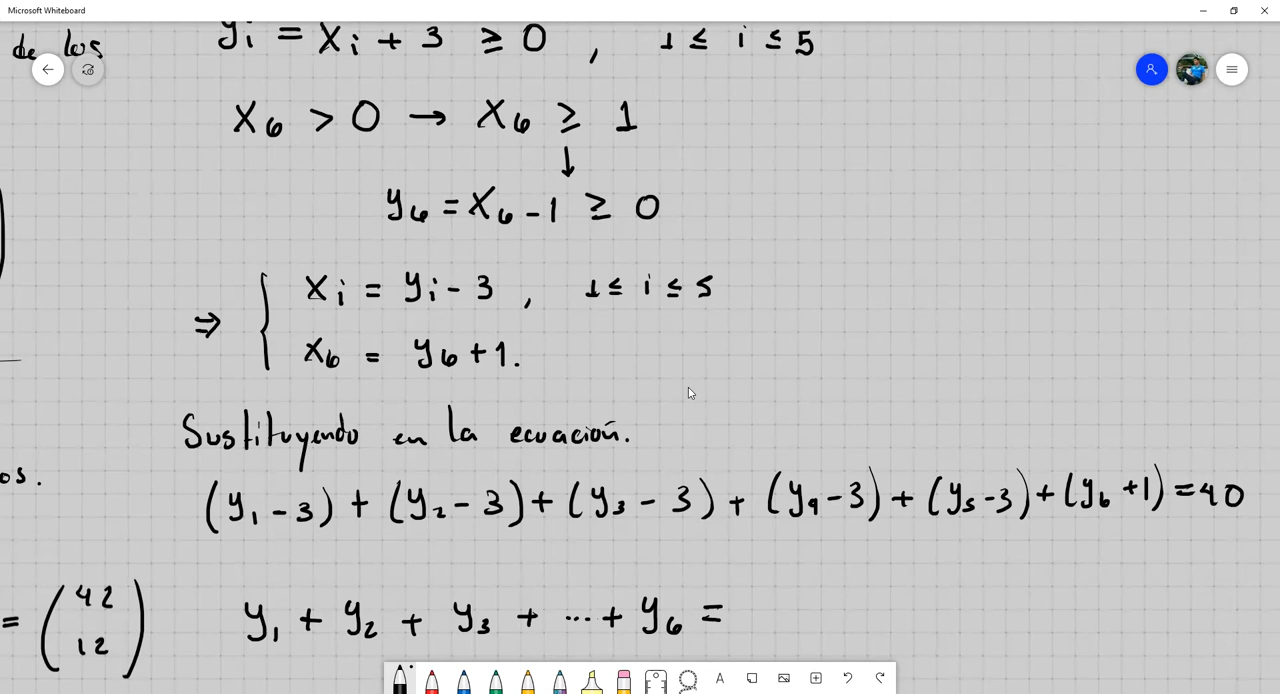 Microsoft Whiteboard
de los
yi = xi + 3 ≥ 0 , 1 ≤ i ≤ 5
x6 > 0 → x6 ≥ 1
↓
y6 = x6 - 1 ≥ 0
⇒ { xi = yi - 3 , 1 ≤ i ≤ 5
x6 = y6 + 1.
Sustituyendo en la ecuación.
os.
(y1 - 3) + (y2 - 3) + (y3 - 3) + (y4 - 3) + (y5 - 3) + (y6 + 1) = 40
= (42
12)
y1 + y2 + y3 + ... + y6 =
A